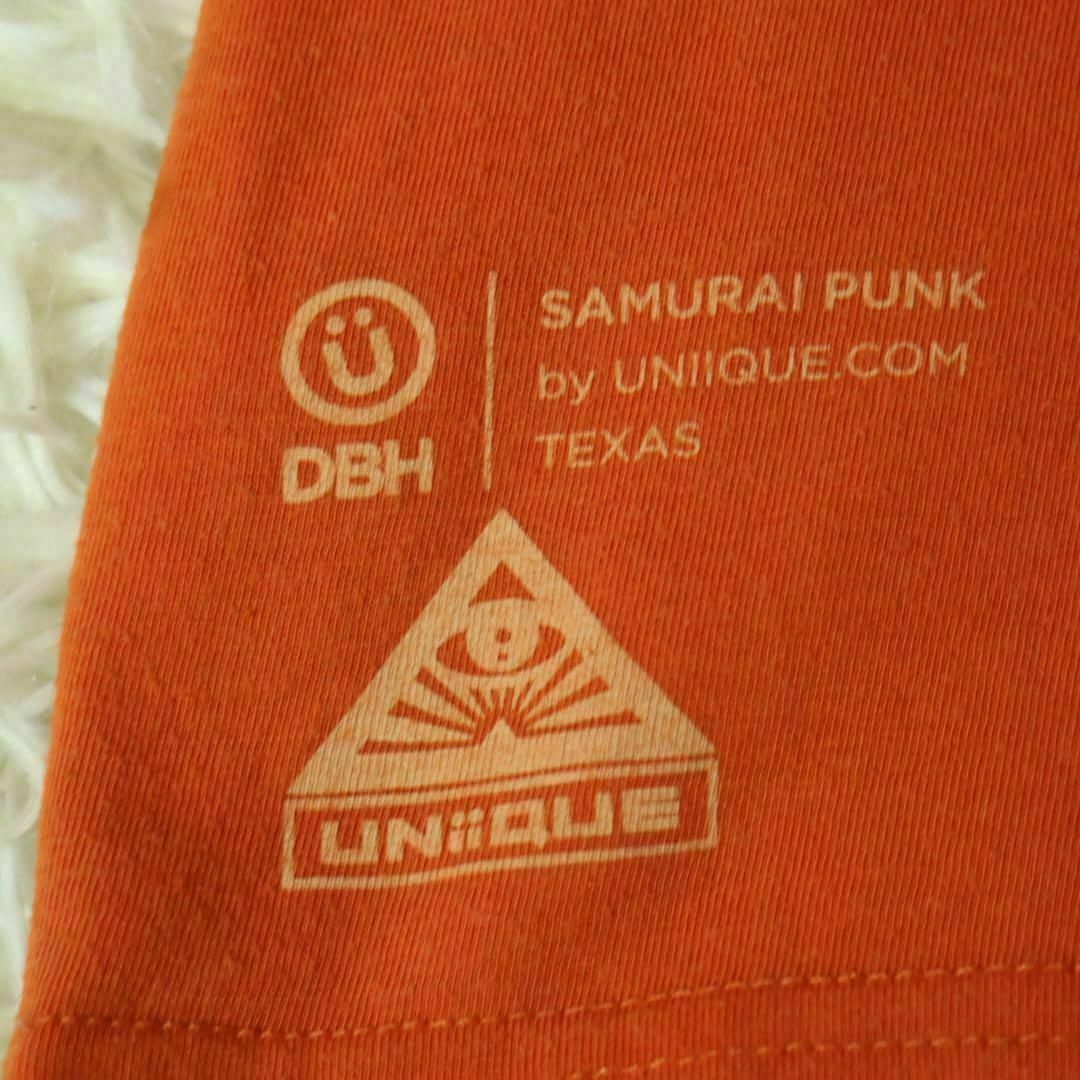 Ü
DBH
SAMURAI PUNK
by UNIIQUE.COM
TEXAS
UNiiQUE